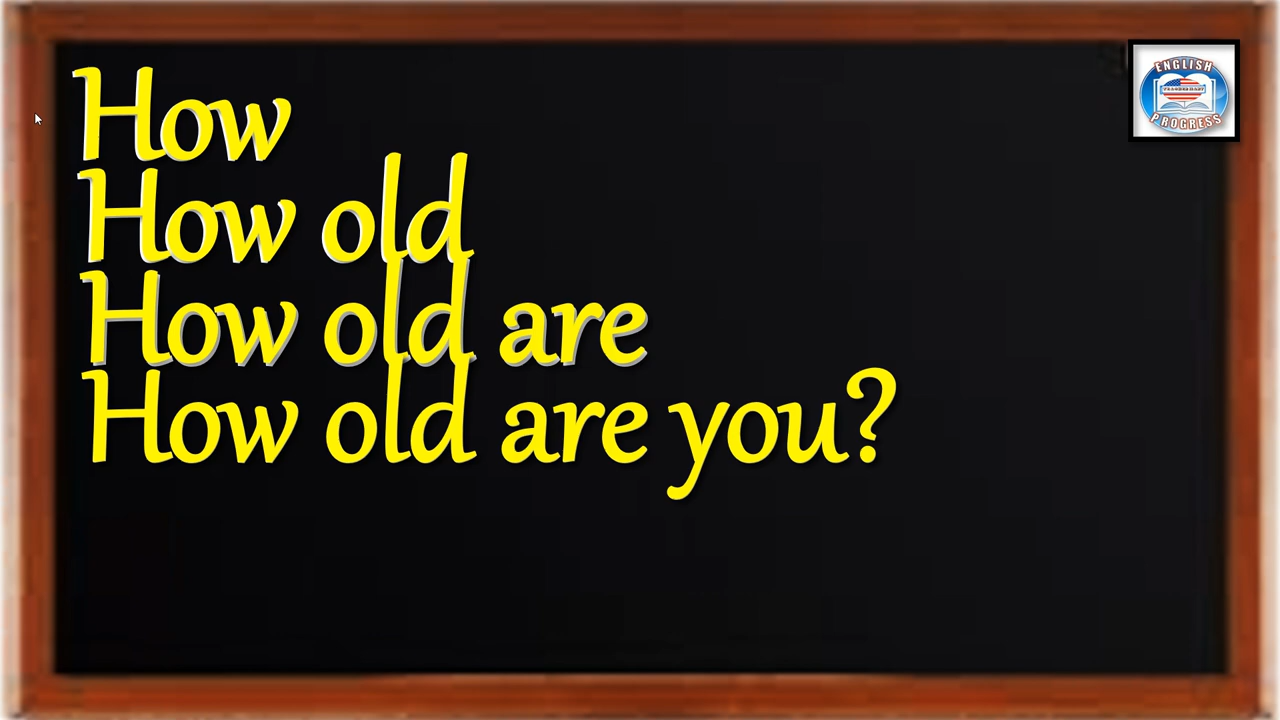 How
How old
How old are
How old are you?
ENGLISH
PROGRESS